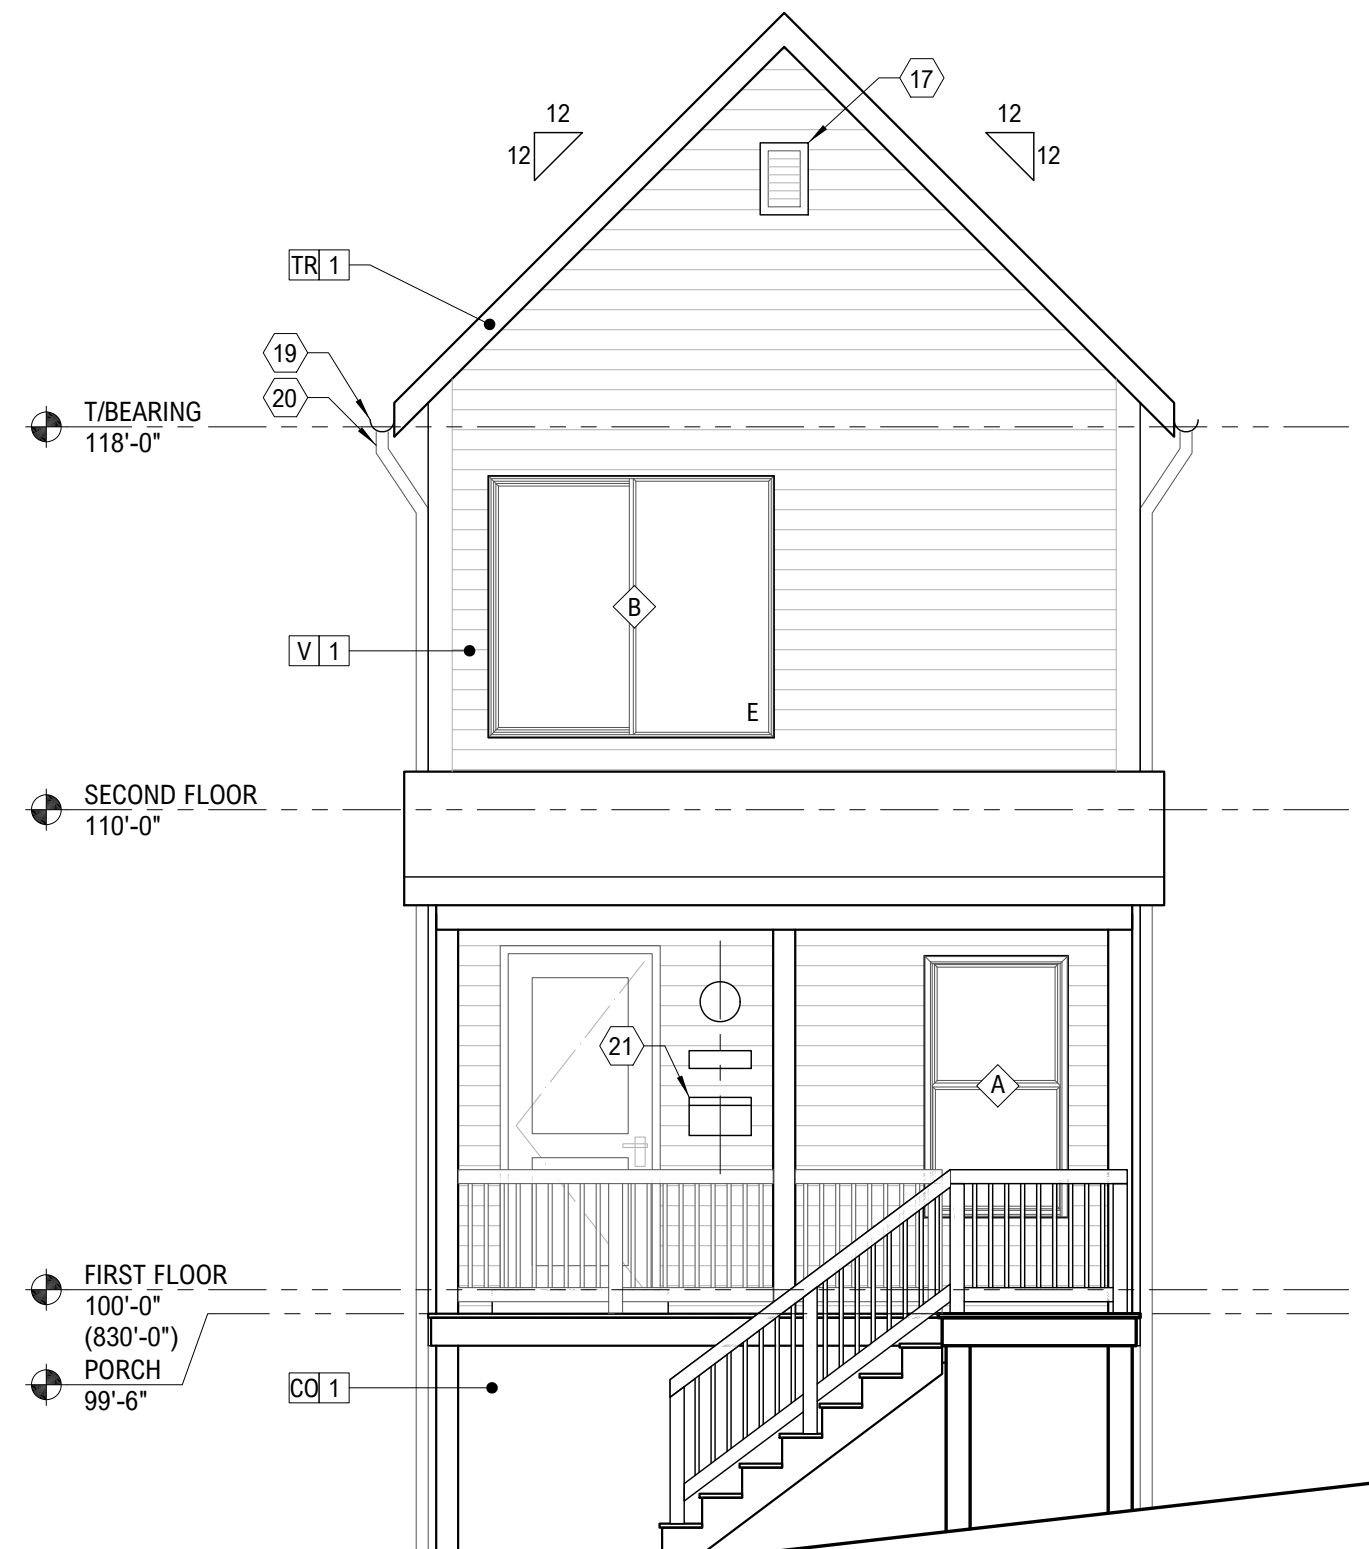 17
12
12
12
12
TR 1
19
20
T/BEARING
118'-0"
B
V 1
E
SECOND FLOOR
110'-0"
21
A
FIRST FLOOR
100'-0"
(830'-0")
PORCH
99'-6"
CO 1